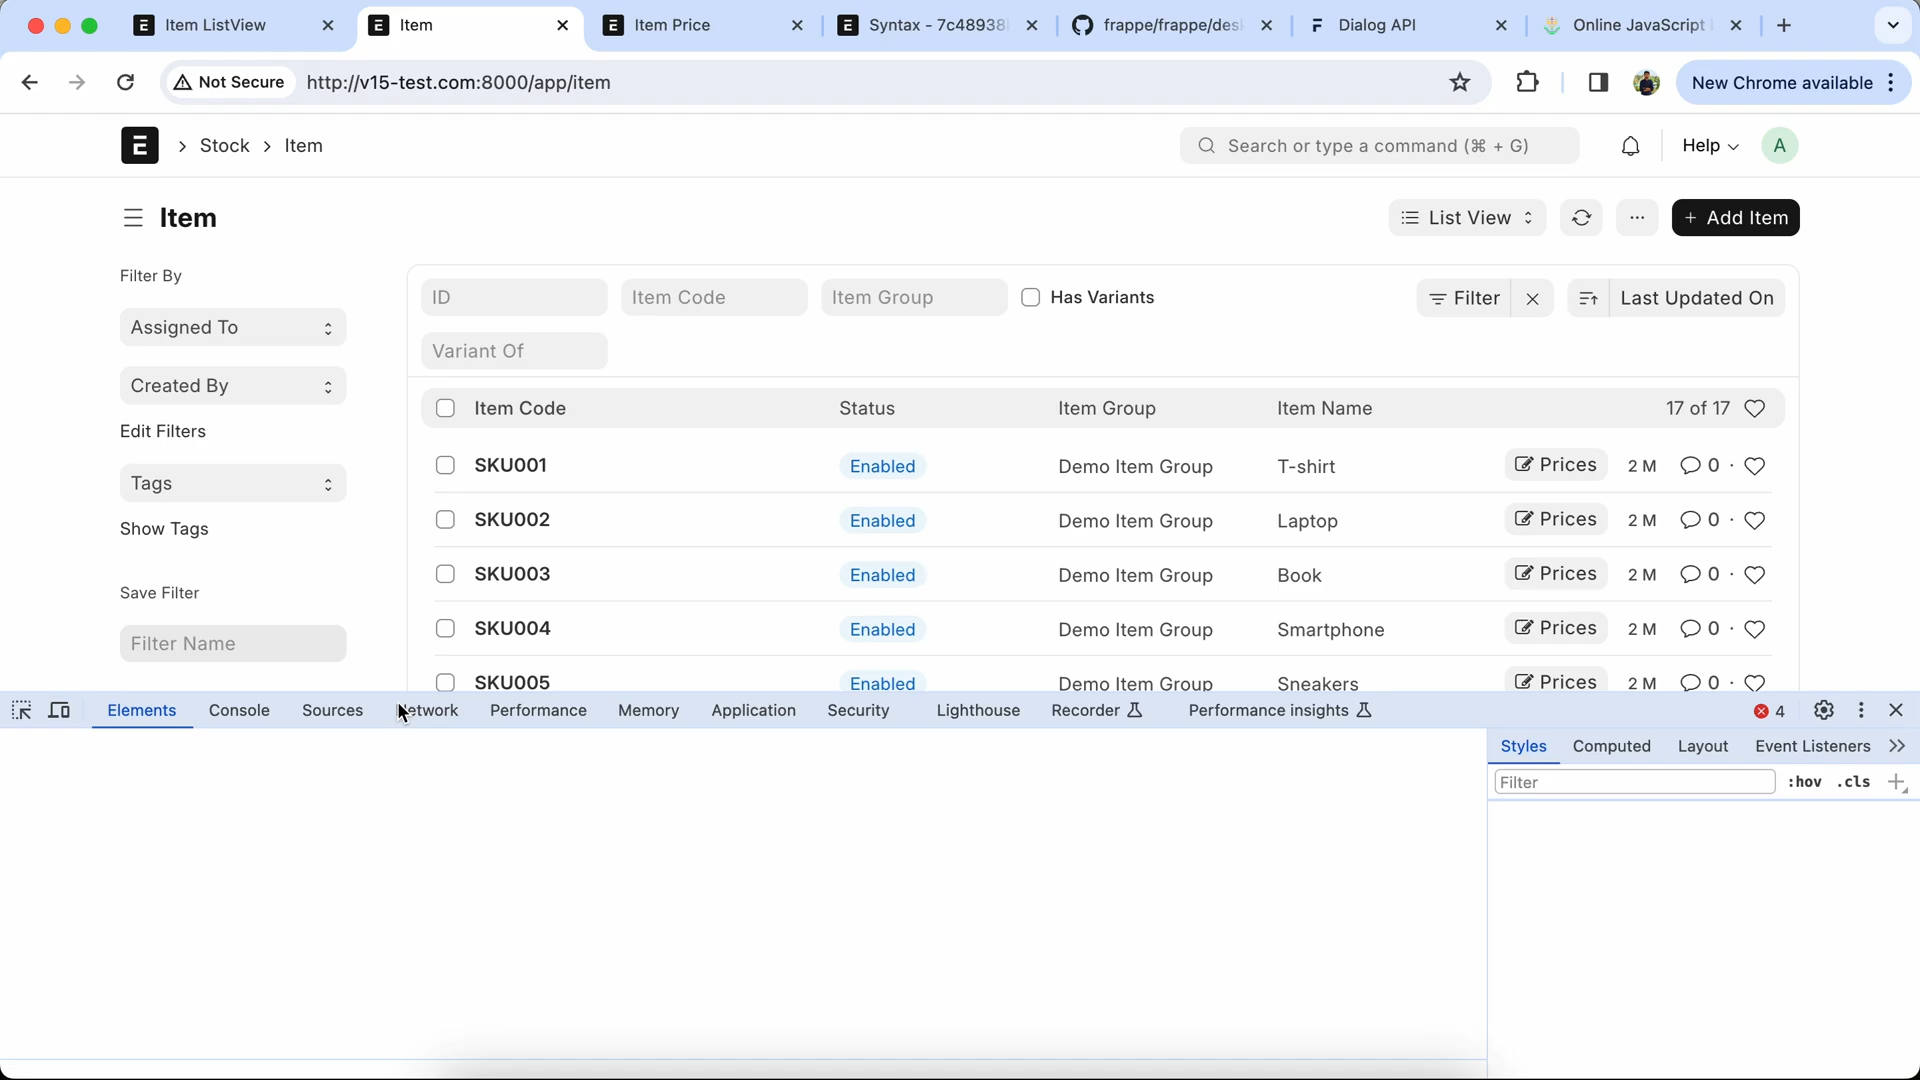 Item ListView
Item
Item Price
Syntax - 7c48938
frappe/frappe/des
Dialog API
Online JavaScript
Not Secure
http://v15-test.com:8000/app/item
New Chrome available
Stock
Item
Search or type a command (⌘ + G)
Help
A
Item
List View
+ Add Item
Filter By
Assigned To
Created By
Edit Filters
Tags
Show Tags
Save Filter
Filter Name
ID
Item Code
Item Group
Has Variants
Filter
Last Updated On
Variant Of
Item Code Status Item Group Item Name 17 of 17
SKU001 Enabled Demo Item Group T-shirt Prices 2 M 0 ·
SKU002 Enabled Demo Item Group Laptop Prices 2 M 0 ·
SKU003 Enabled Demo Item Group Book Prices 2 M 0 ·
SKU004 Enabled Demo Item Group Smartphone Prices 2 M 0 ·
SKU005 Enabled Demo Item Group Sneakers Prices 2 M 0 ·
Elements Console Sources Network Performance Memory Application Security Lighthouse Recorder Performance insights 4
Styles Computed Layout Event Listeners
Filter :hov .cls